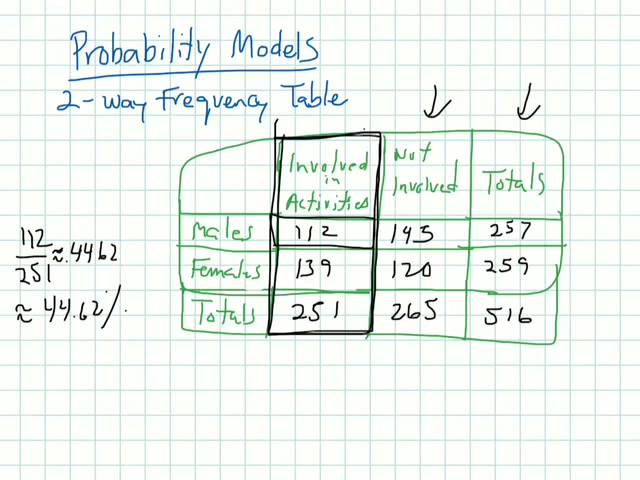 Probability Models
2-way Frequency Table
Involved in Activities Not Involved Totals
Males 112 145 257
Females 139 120 259
Totals 251 265 516
112/251 ≈ .4462
≈ 44.62%.